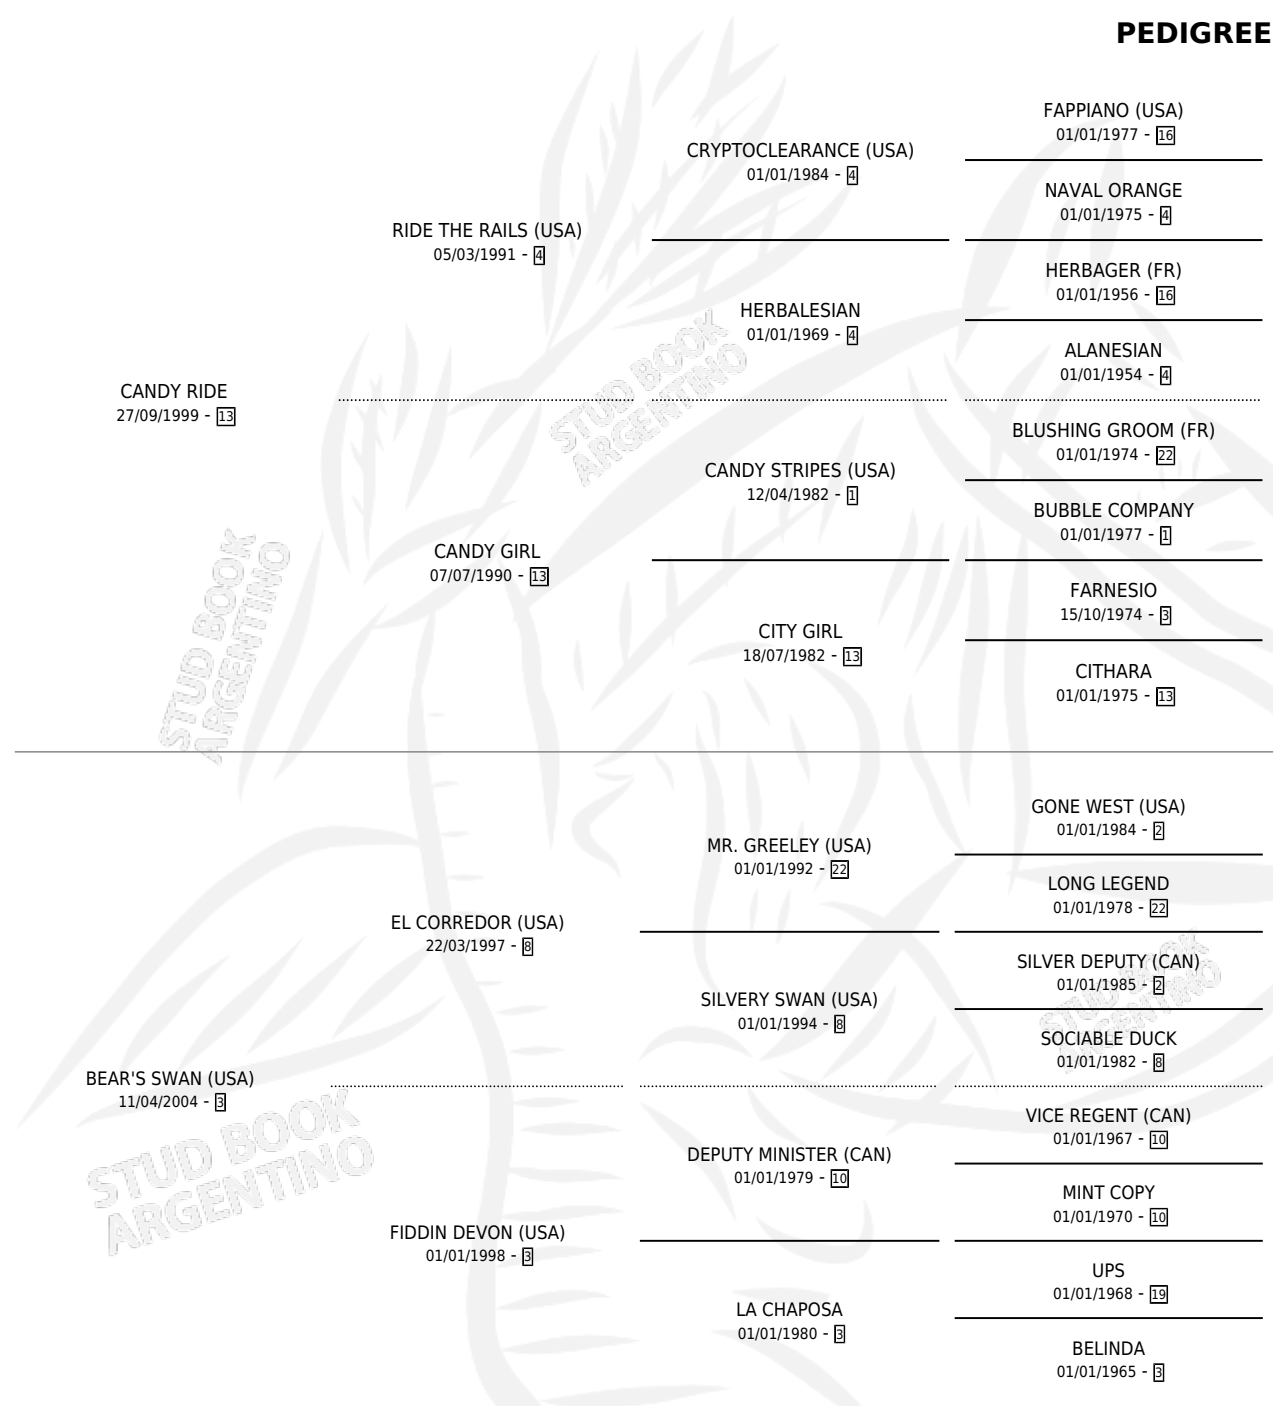 PEDIGREE
FAPPIANO (USA)
01/01/1977 - 16
CRYPTOCLEARANCE (USA)
01/01/1984 - 4
NAVAL ORANGE
01/01/1975 - 4
RIDE THE RAILS (USA)
05/03/1991 - 4
HERBAGER (FR)
01/01/1956 - 16
HERBALESIAN
01/01/1969 - 4
ALANESIAN
01/01/1954 - 4
CANDY RIDE
27/09/1999 - 13
BLUSHING GROOM (FR)
01/01/1974 - 22
CANDY STRIPES (USA)
12/04/1982 - 1
BUBBLE COMPANY
01/01/1977 - 1
CANDY GIRL
07/07/1990 - 13
FARNESIO
15/10/1974 - 3
CITY GIRL
18/07/1982 - 13
CITHARA
01/01/1975 - 13
GONE WEST (USA)
01/01/1984 - 2
MR. GREELEY (USA)
01/01/1992 - 22
LONG LEGEND
01/01/1978 - 22
EL CORREDOR (USA)
22/03/1997 - 8
SILVER DEPUTY (CAN)
01/01/1985 - 2
SILVERY SWAN (USA)
01/01/1994 - 8
SOCIABLE DUCK
01/01/1982 - 8
BEAR'S SWAN (USA)
11/04/2004 - 3
VICE REGENT (CAN)
01/01/1967 - 10
DEPUTY MINISTER (CAN)
01/01/1979 - 10
MINT COPY
01/01/1970 - 10
FIDDIN DEVON (USA)
01/01/1998 - 3
UPS
01/01/1968 - 19
LA CHAPOSA
01/01/1980 - 3
BELINDA
01/01/1965 - 3
STUD BOOK
ARGENTINO
STUD BOOK
ARGENTINO
STUD BOOK
ARGENTINO
STUD BOOK
ARGENTINO